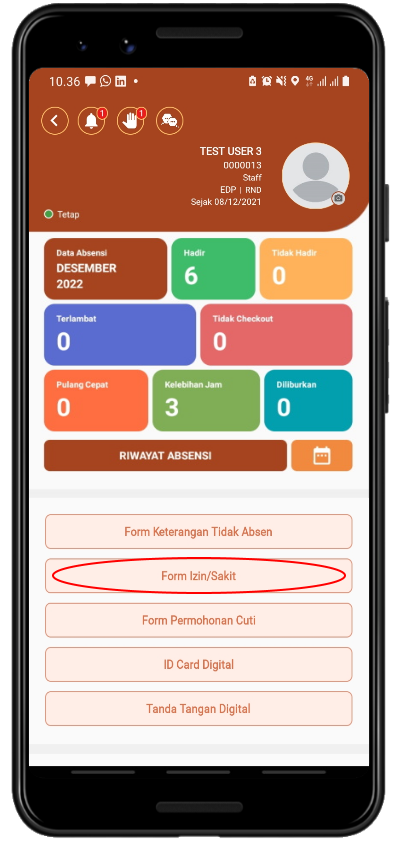 10.36
4G
1
1
TEST USER 3
0000013
Staff
EDP | RND
Sejak 08/12/2021
Tetap
Data Absensi
DESEMBER
2022
Hadir
6
Tidak Hadir
0
Terlambat
0
Tidak Checkout
0
Pulang Cepat
0
Kelebihan Jam
3
Diliburkan
0
RIWAYAT ABSENSI
Form Keterangan Tidak Absen
Form Izin/Sakit
Form Permohonan Cuti
ID Card Digital
Tanda Tangan Digital